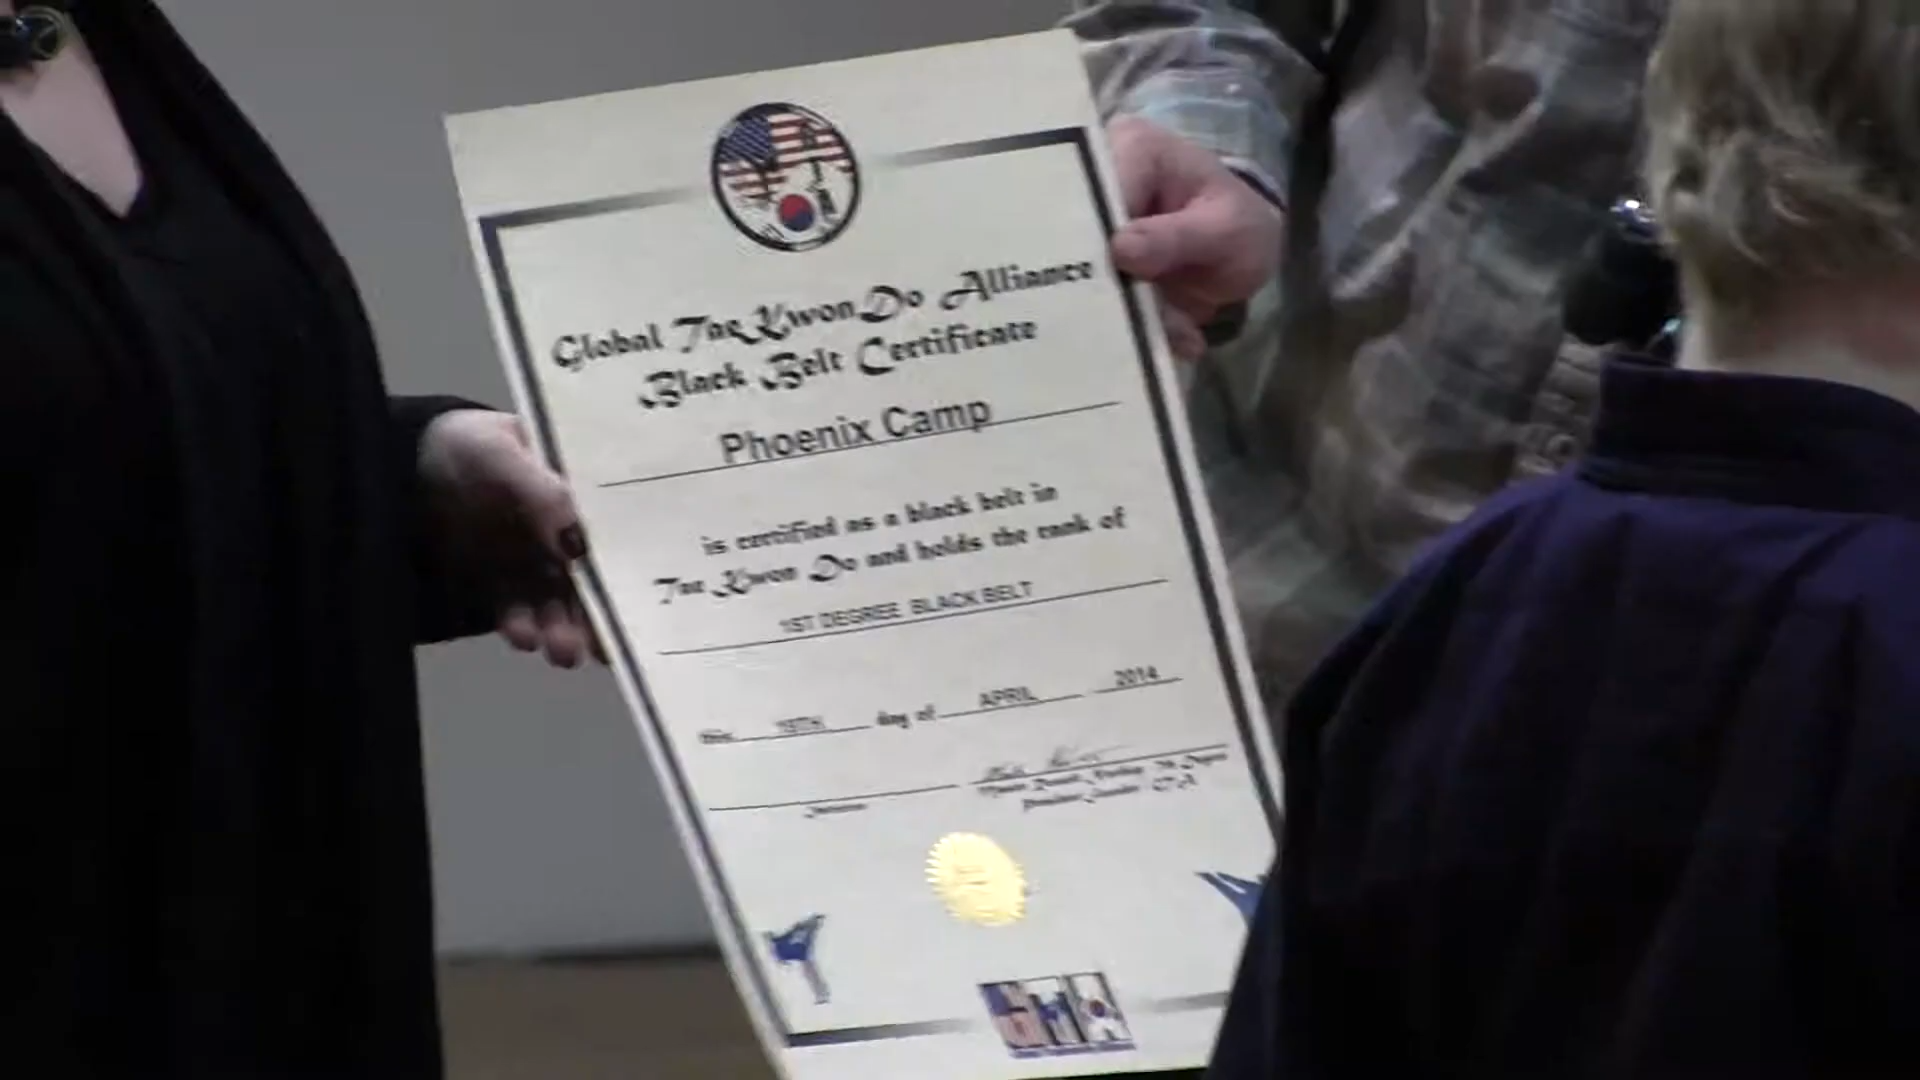 Global Tae Kwon Do Alliance
Black Belt Certificate
Phoenix Camp
is certified as a black belt in
Tae Kwon Do and holds the rank of
1ST DEGREE BLACK BELT
this day of APRIL 2014